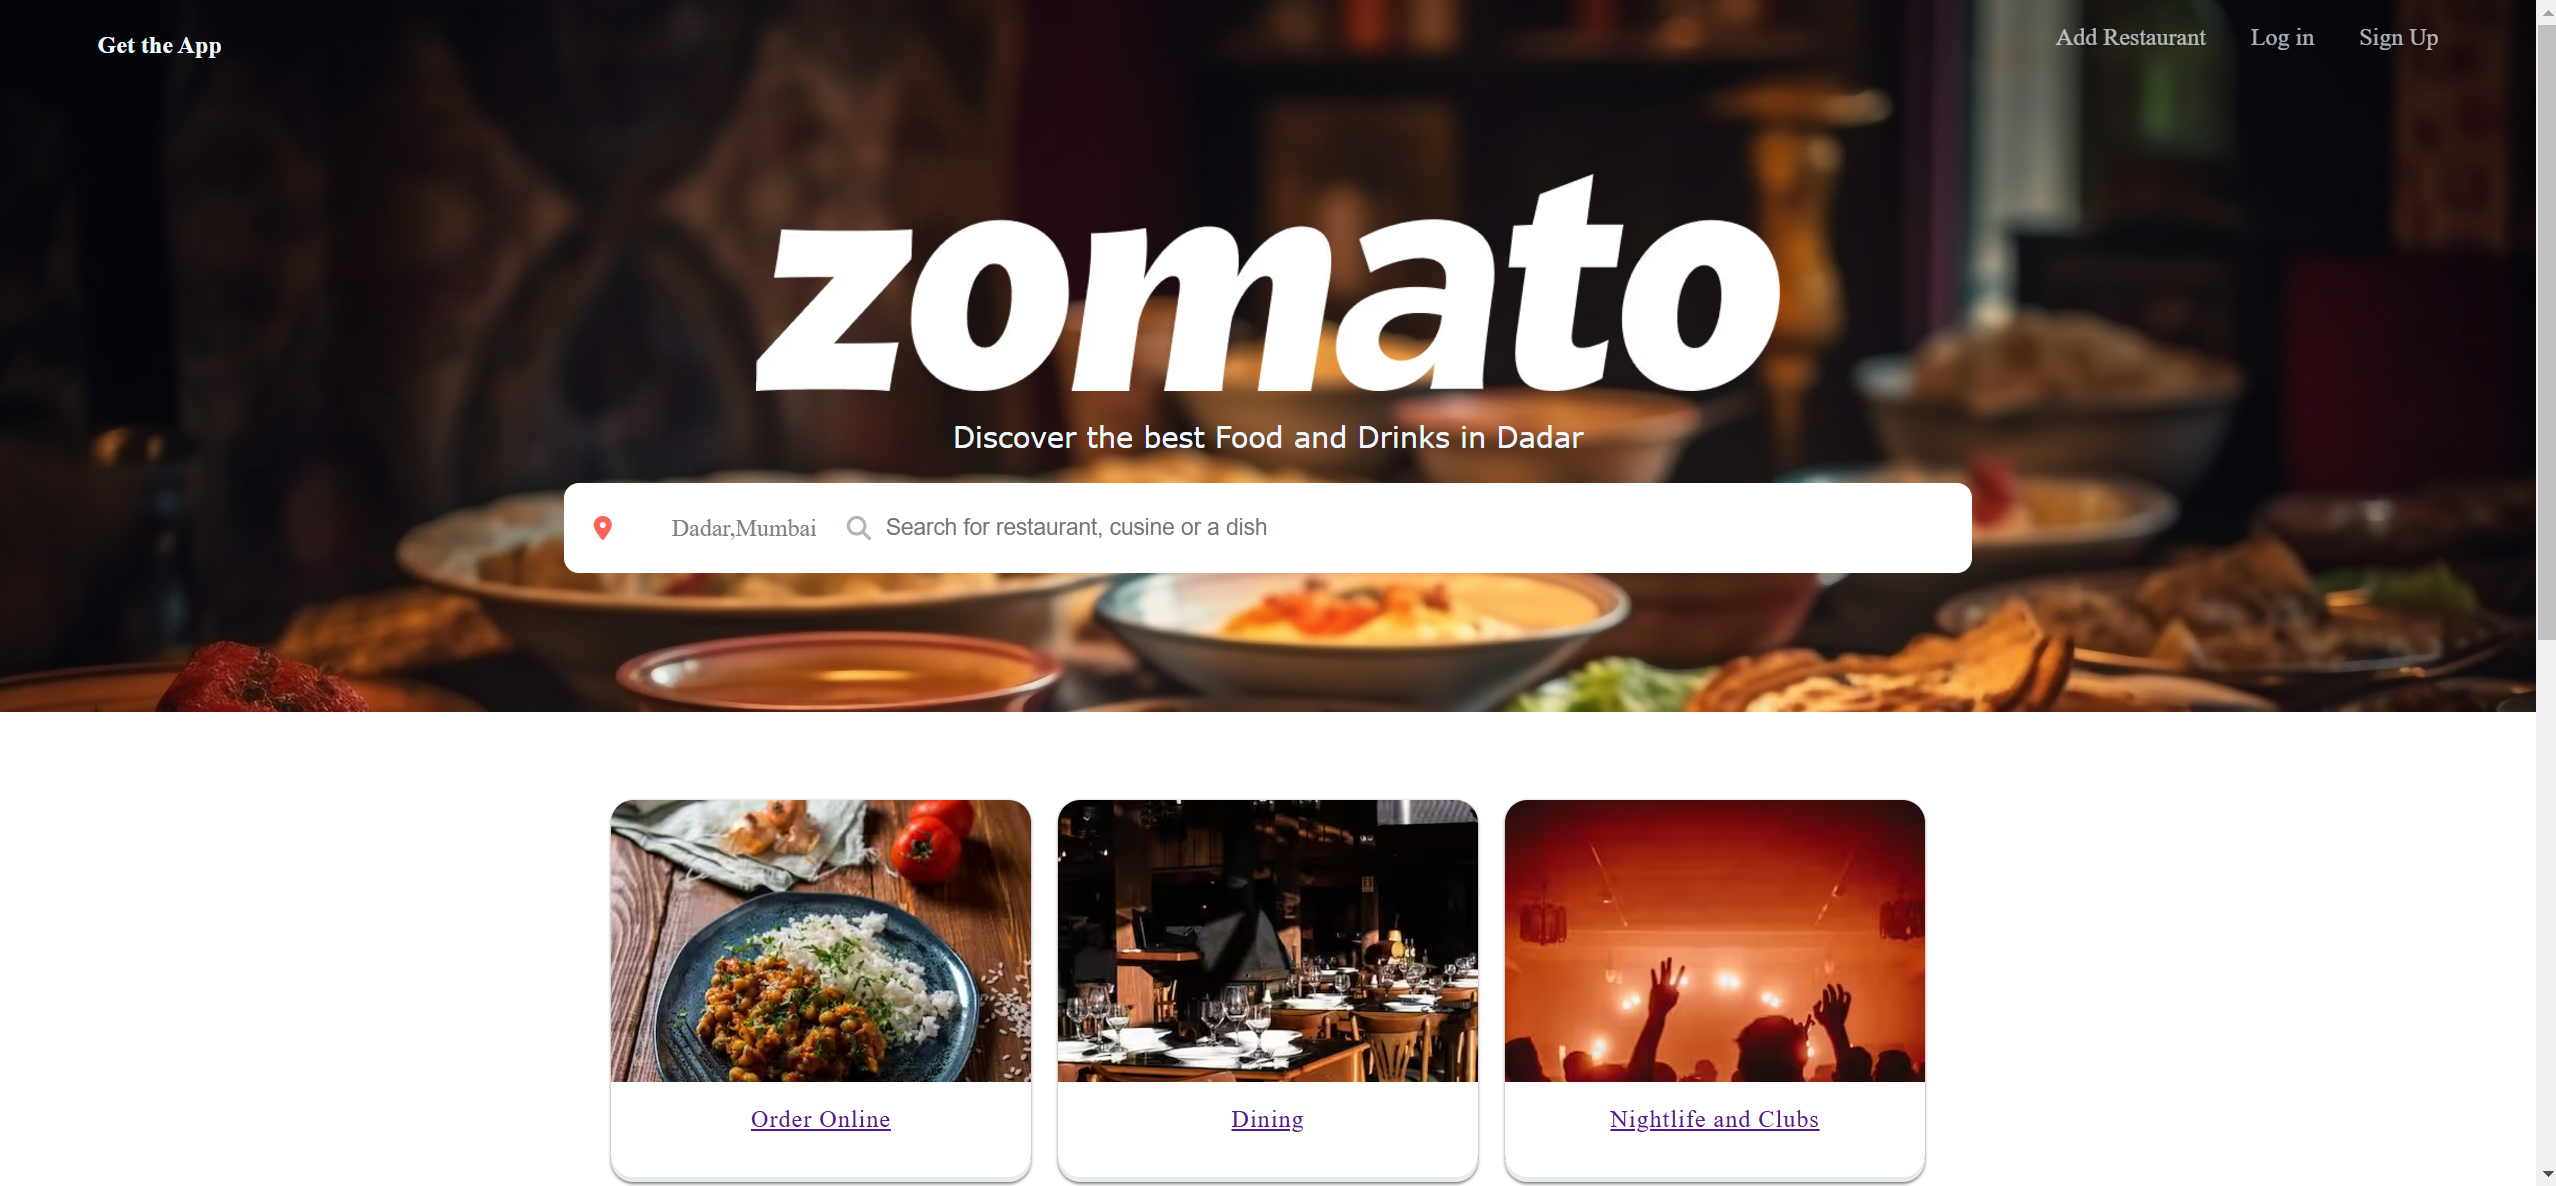 Get the App
Add Restaurant Log in Sign Up
zomato
Discover the best Food and Drinks in Dadar
Dadar,Mumbai Search for restaurant, cusine or a dish
Order Online
Dining
Nightlife and Clubs